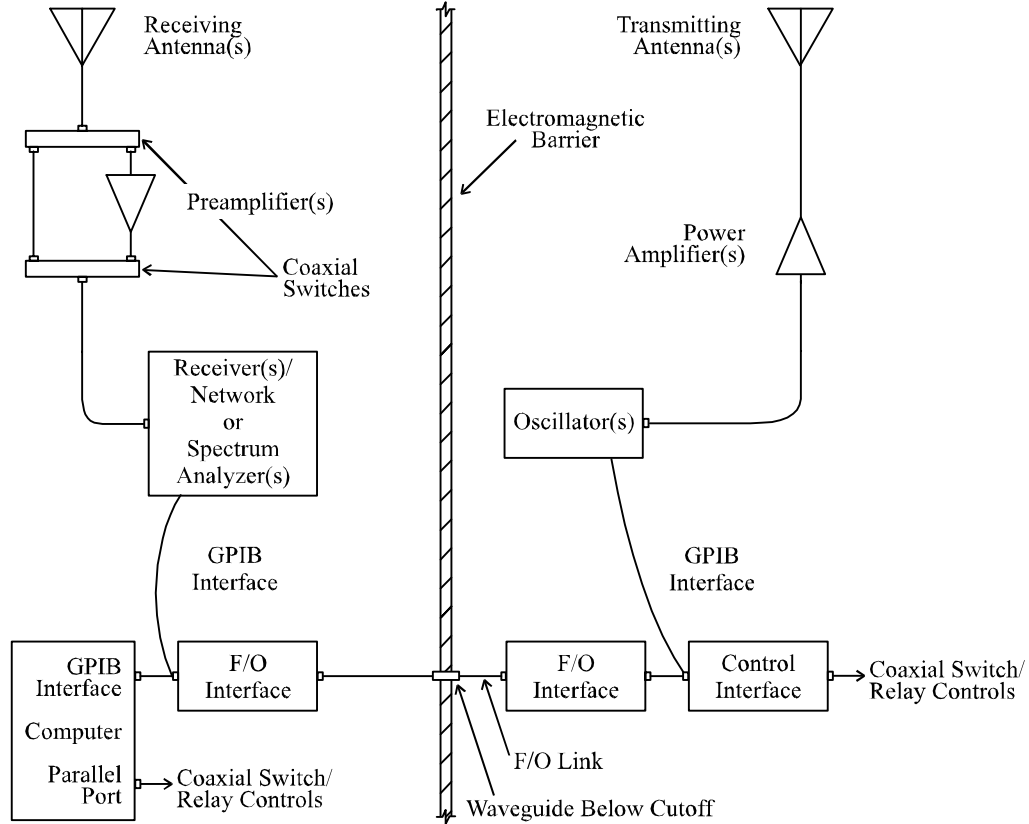 Receiving
Antenna(s)
Transmitting
Antenna(s)
Electromagnetic
Barrier
Preamplifier(s)
Power
Amplifier(s)
Coaxial
Switches
Receiver(s)/
Network
or
Spectrum
Analyzer(s)
Oscillator(s)
GPIB
Interface
GPIB
Interface
GPIB
Interface
Computer
Parallel
Port
F/O
Interface
F/O
Interface
Control
Interface
Coaxial Switch/
Relay Controls
F/O Link
Coaxial Switch/
Relay Controls
Waveguide Below Cutoff